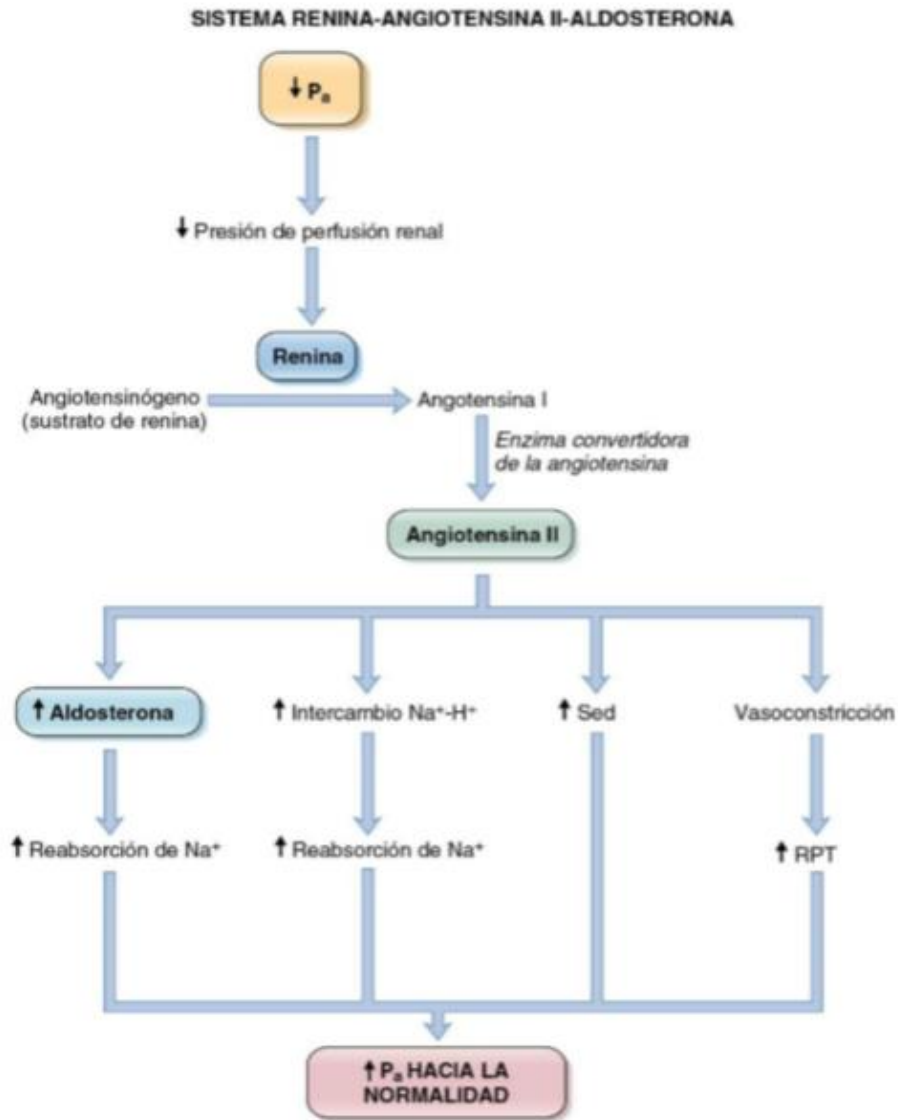 SISTEMA RENINA-ANGIOTENSINA II-ALDOSTERONA
↓ Pa
↓ Presión de perfusión renal
Renina
Angiotensinógeno
(sustrato de renina)
Angotensina I
Enzima convertidora
de la angiotensina
Angiotensina II
↑ Aldosterona
↑ Intercambio Na⁺-H⁺
↑ Sed
Vasoconstricción
↑ Reabsorción de Na⁺
↑ Reabsorción de Na⁺
↑ RPT
↑ Pa HACIA LA
NORMALIDAD